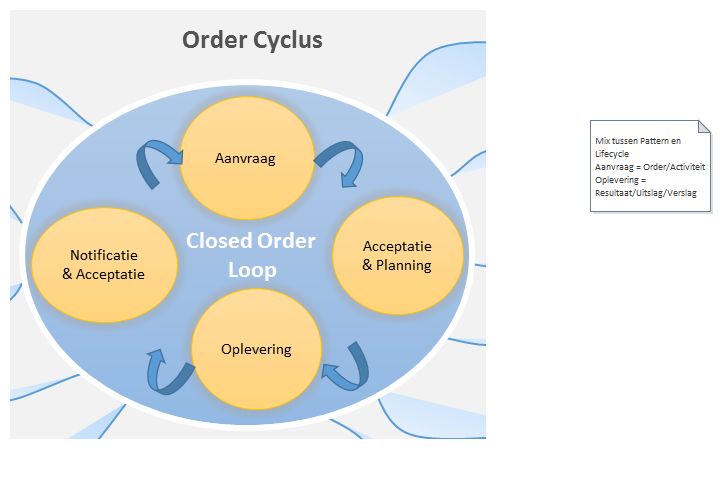 Order Cyclus
Aanvraag
Closed Order
Loop
Acceptatie
& Planning
Notificatie
& Acceptatie
Oplevering
Mix tussen Pattern en
Lifecycle
Aanvraag = Order/Activiteit
Oplevering =
Resultaat/Uitslag/Verslag